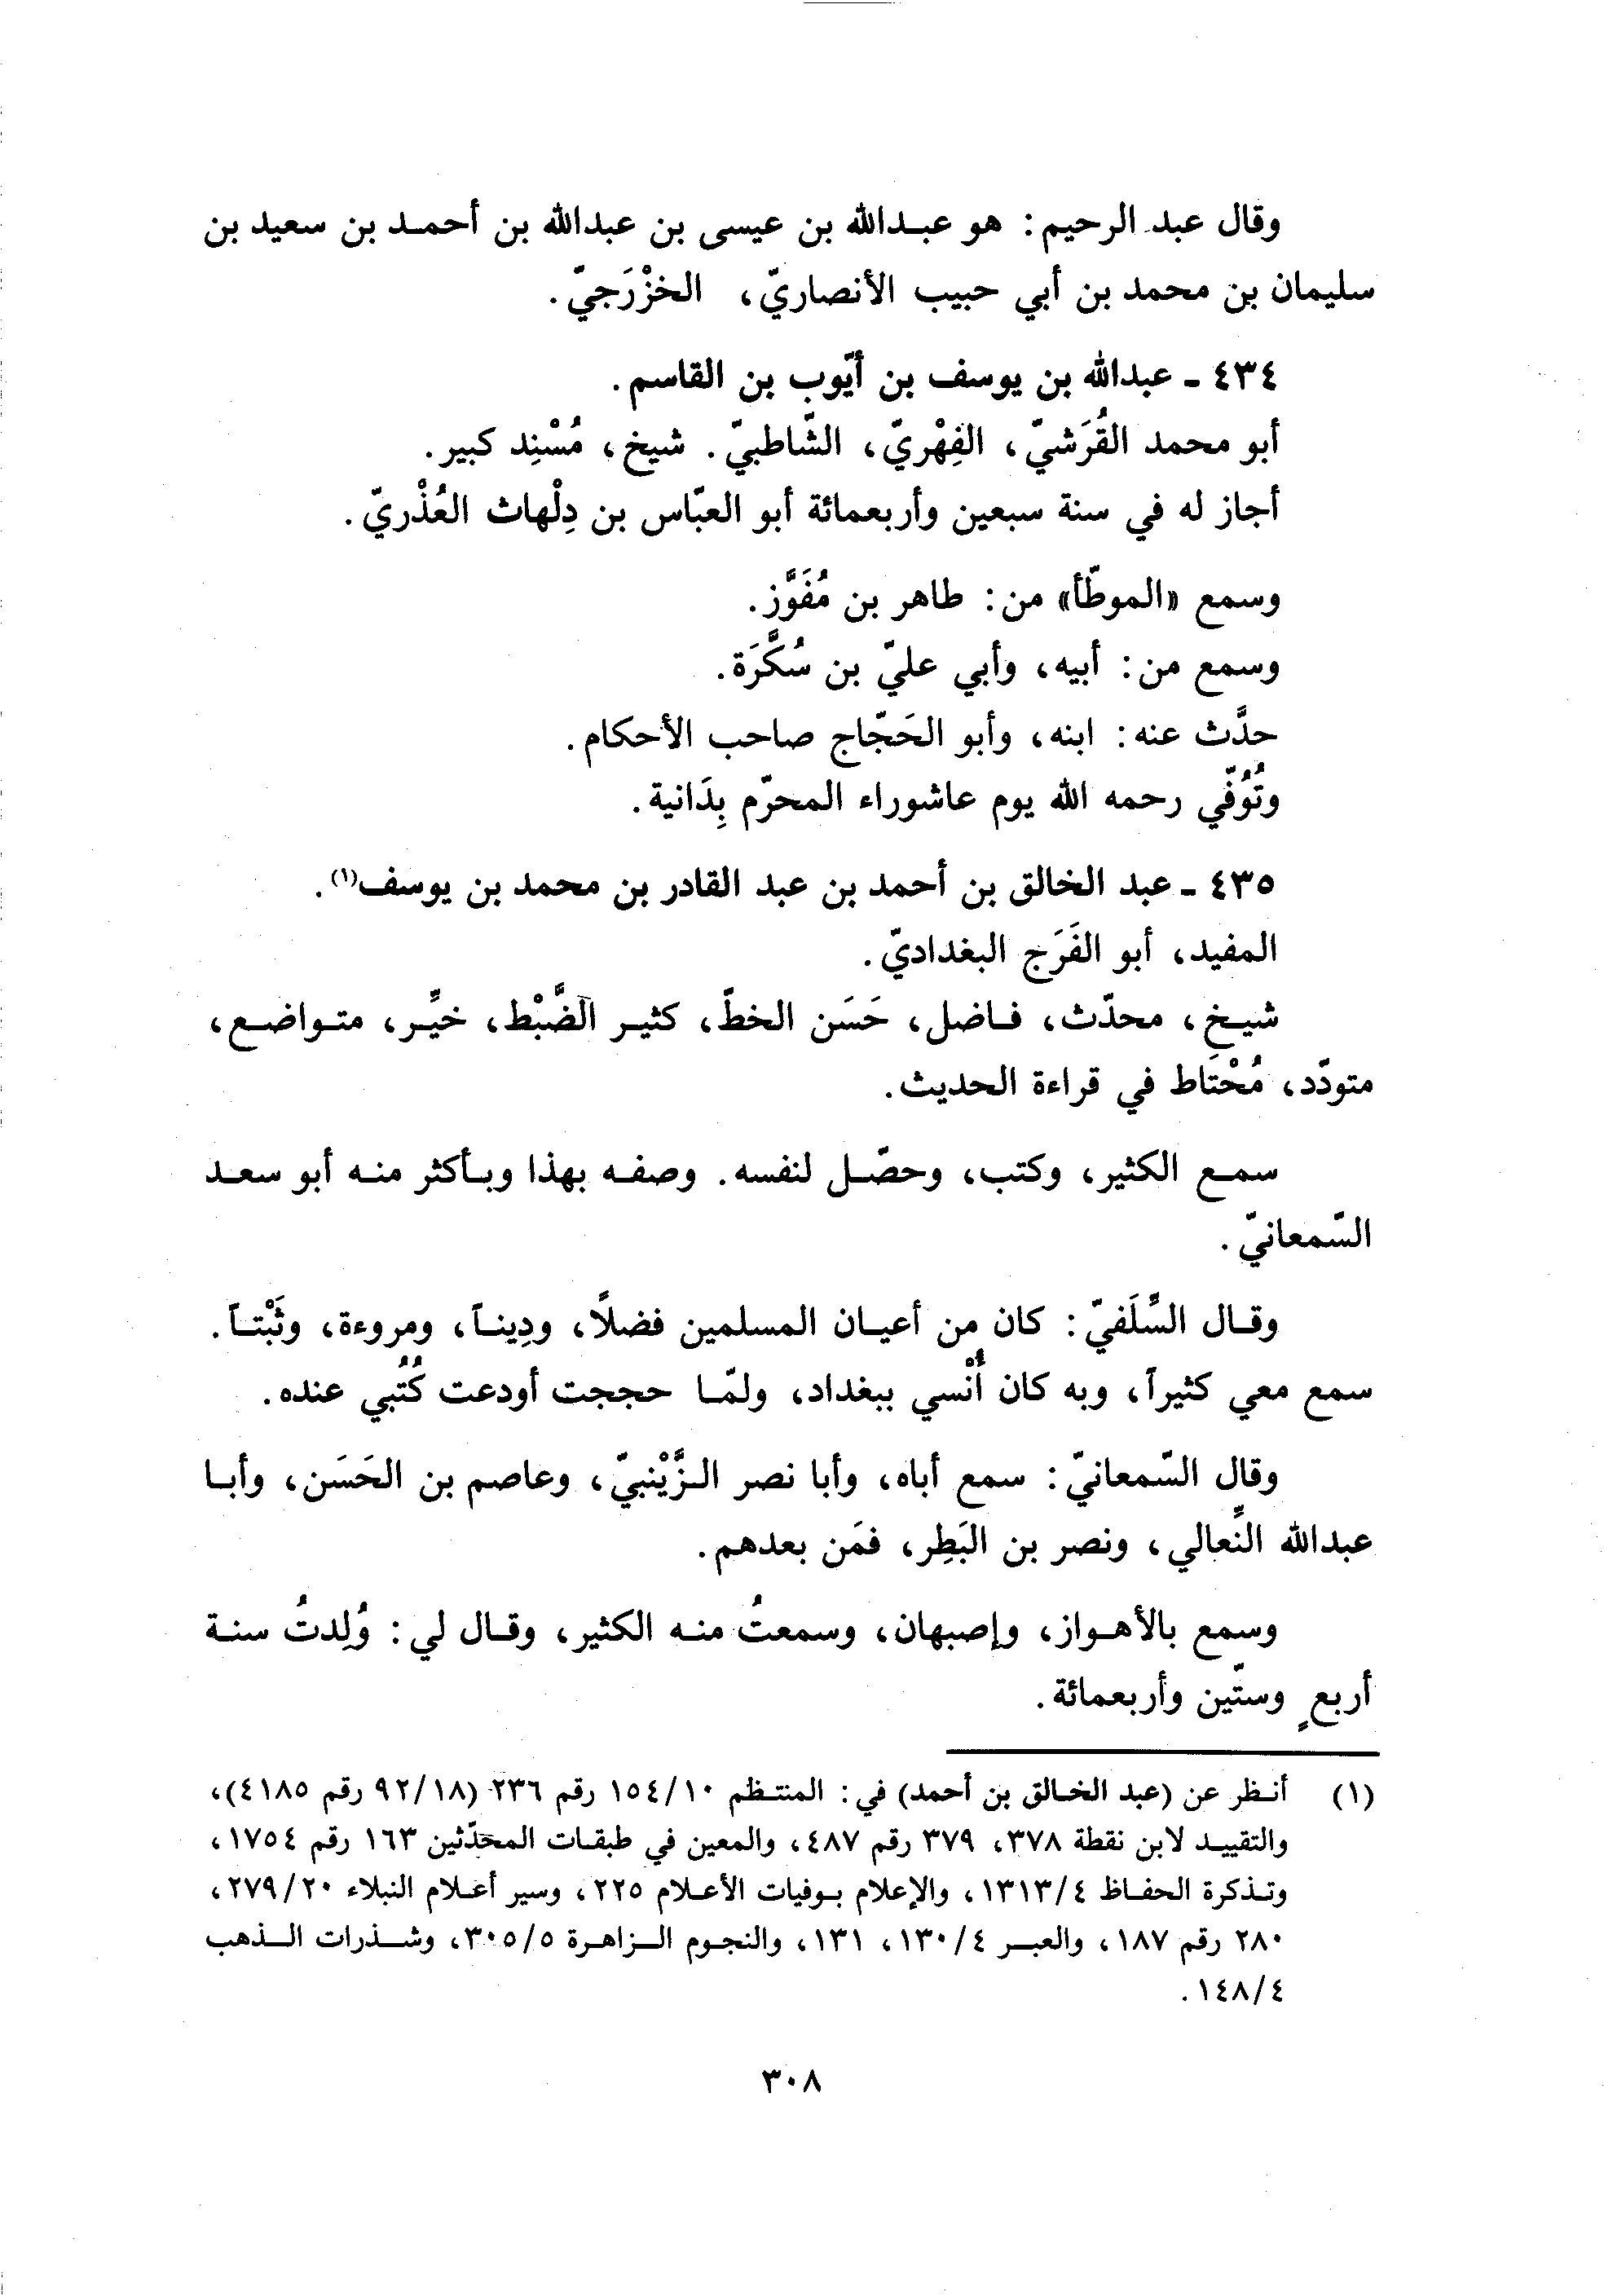 وقال عبد الرحيم: هو عبدالله بن عيسى بن عبدالله بن أحمد بن سعيد بن
سليمان بن محمد بن أبي حبيب الأنصاريّ، الخزْرَجيّ.
٤٣٤ - عبدالله بن يوسف بن أيّوب بن القاسم.
أبو محمد القُرَشيّ، الفِهْريّ، الشّاطبيّ. شيخ، مُسْنِد كبير.
أجاز له في سنة سبعين وأربعمائة أبو العبّاس بن دِلْهاث العُذْريّ.
وسمع «الموطّأ» من: طاهر بن مُفَوَّز.
وسمع من: أبيه، وأبي عليّ بن سُكَّرَة.
حدَّث عنه: ابنه، وأبو الحَجّاج صاحب الأحكام.
وتُوُفّي رحمه الله يوم عاشوراء المحرّم بِدَانية.
٤٣٥ - عبد الخالق بن أحمد بن عبد القادر بن محمد بن يوسف(١).
المفيد، أبو الفَرَج البغداديّ.
شيخ، محدّث، فاضل، حَسَن الخطّ، كثير الضَّبْط، خيِّر، متواضع،
متودّد، مُحْتَاط في قراءة الحديث.
سمع الكثير، وكتب، وحصّل لنفسه. وصفه بهذا وبأكثر منه أبو سعد
السّمعانيّ.
وقال السِّلَفيّ: كان من أعيان المسلمين فضلًا، ودِيناً، ومروءة، وثَبْتاً.
سمع معي كثيراً، وبه كان أُنْسي ببغداد، ولمّا حججت أودعت كُتُبي عنده.
وقال السّمعانيّ: سمع أباه، وأبا نصر الزَّيْنبيّ، وعاصم بن الحَسَن، وأبا
عبدالله النِّعالي، ونصر بن البَطِر، فمَن بعدهم.
وسمع بالأهواز، وإصبهان، وسمعتُ منه الكثير، وقال لي: وُلِدتُ سنة
أربعٍ وستّين وأربعمائة.
(١) أنظر عن (عبد الخالق بن أحمد) في: المنتظم ١٥٤/١٠ رقم ٢٣٦ (٩٢/١٨ رقم ٤١٨٥)،
والتقييد لابن نقطة ٣٧٨، ٣٧٩ رقم ٤٨٧، والمعين في طبقات المحدّثين ١٦٣ رقم ١٧٥٤،
وتذكرة الحفاظ ١٣١٣/٤، والإعلام بوفيات الأعلام ٢٢٥، وسير أعلام النبلاء ٢٧٩/٢٠،
٢٨٠ رقم ١٨٧، والعبر ١٣٠/٤، ١٣١، والنجوم الزاهرة ٣٠٥/٥، وشذرات الذهب
١٤٨/٤.
٣٠٨